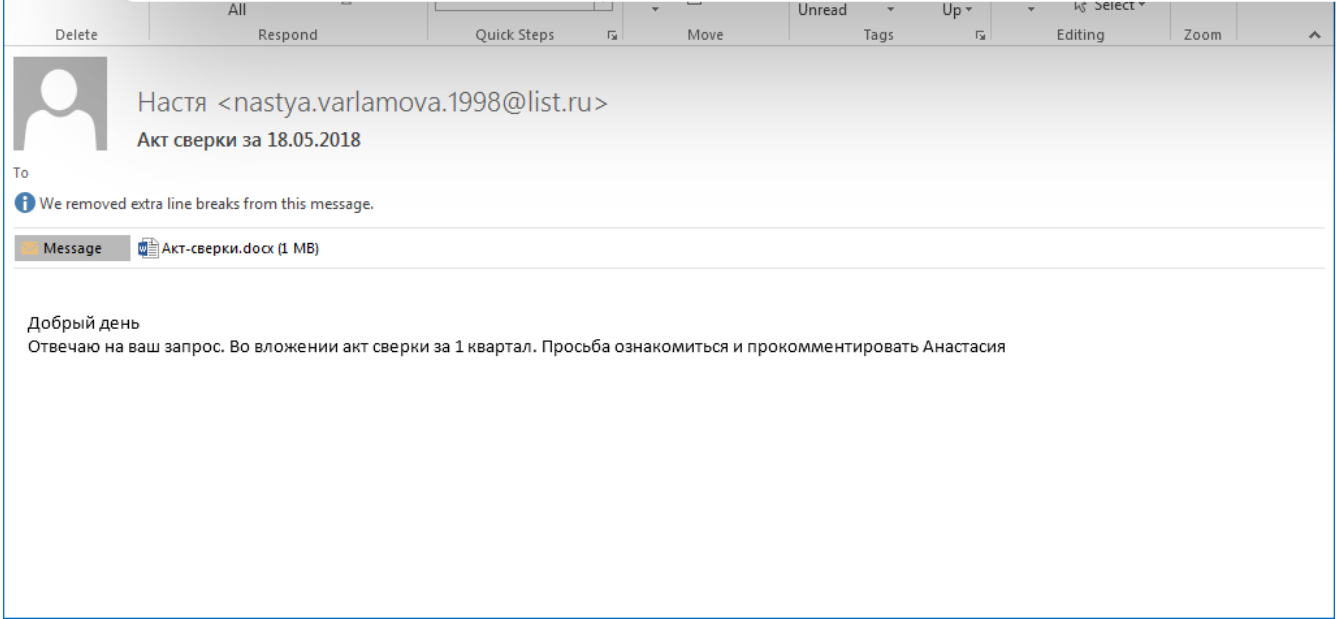 All
Unread
Up
Select
Delete
Respond
Quick Steps
Move
Tags
Editing
Zoom
Настя <nastya.varlamova.1998@list.ru>
Акт сверки за 18.05.2018
To
We removed extra line breaks from this message.
Message
Акт-сверки.docx (1 MB)
Добрый день
Отвечаю на ваш запрос. Во вложении акт сверки за 1 квартал. Просьба ознакомиться и прокомментировать Анастасия